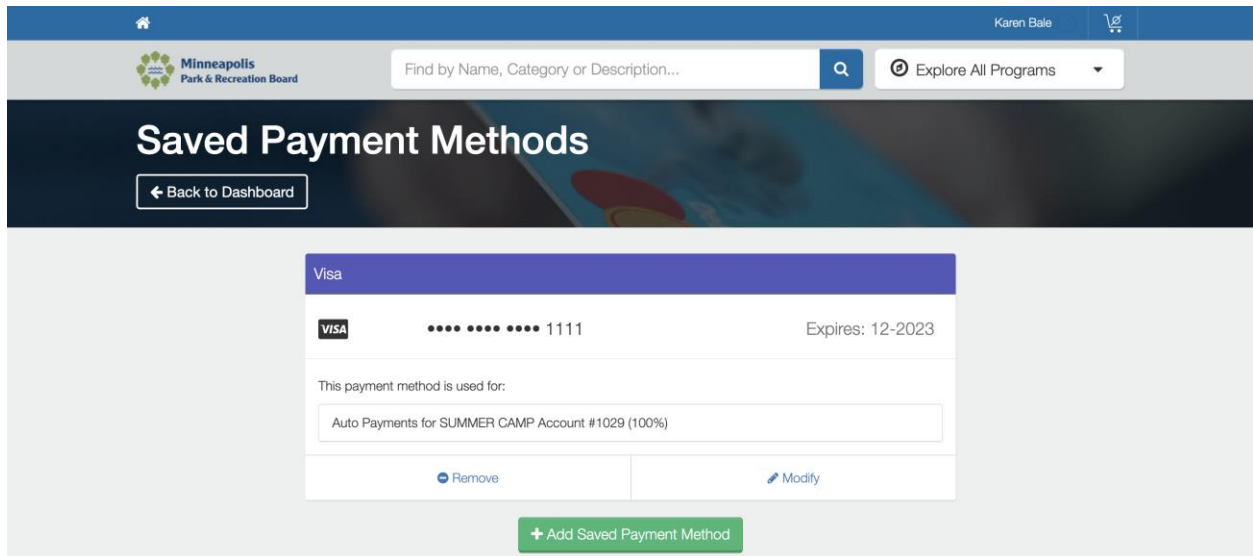 Karen Bale
Minneapolis
Park & Recreation Board
Find by Name, Category or Description...
Explore All Programs
Saved Payment Methods
Back to Dashboard
Visa
VISA •••• •••• •••• 1111 Expires: 12-2023
This payment method is used for:
Auto Payments for SUMMER CAMP Account #1029 (100%)
Remove Modify
+ Add Saved Payment Method